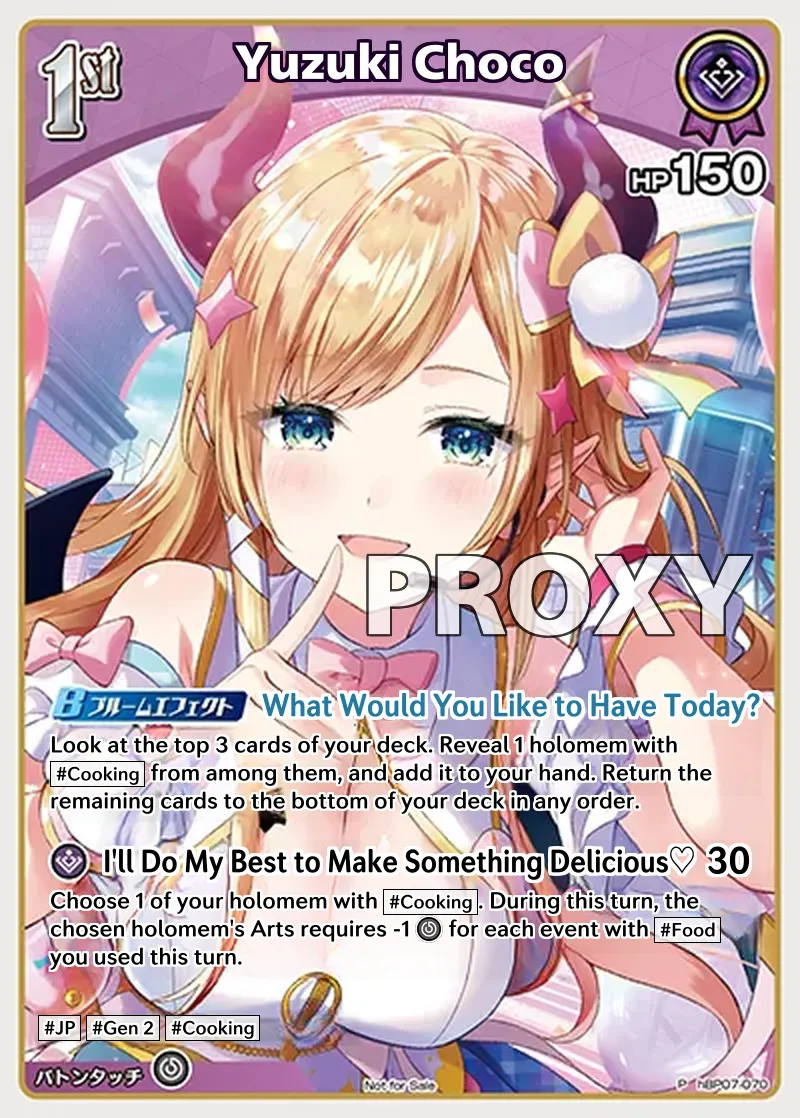 1st
Yuzuki Choco
HP150
PROXY
B ブルームエフェクト What Would You Like to Have Today?
Look at the top 3 cards of your deck. Reveal 1 holomem with
#Cooking from among them, and add it to your hand. Return the
remaining cards to the bottom of your deck in any order.
I'll Do My Best to Make Something Delicious♡ 30
Choose 1 of your holomem with #Cooking. During this turn, the
chosen holomem's Arts requires -1 for each event with #Food
you used this turn.
#JP #Gen 2 #Cooking
バトンタッチ
Not for Sale
P hBP07-070